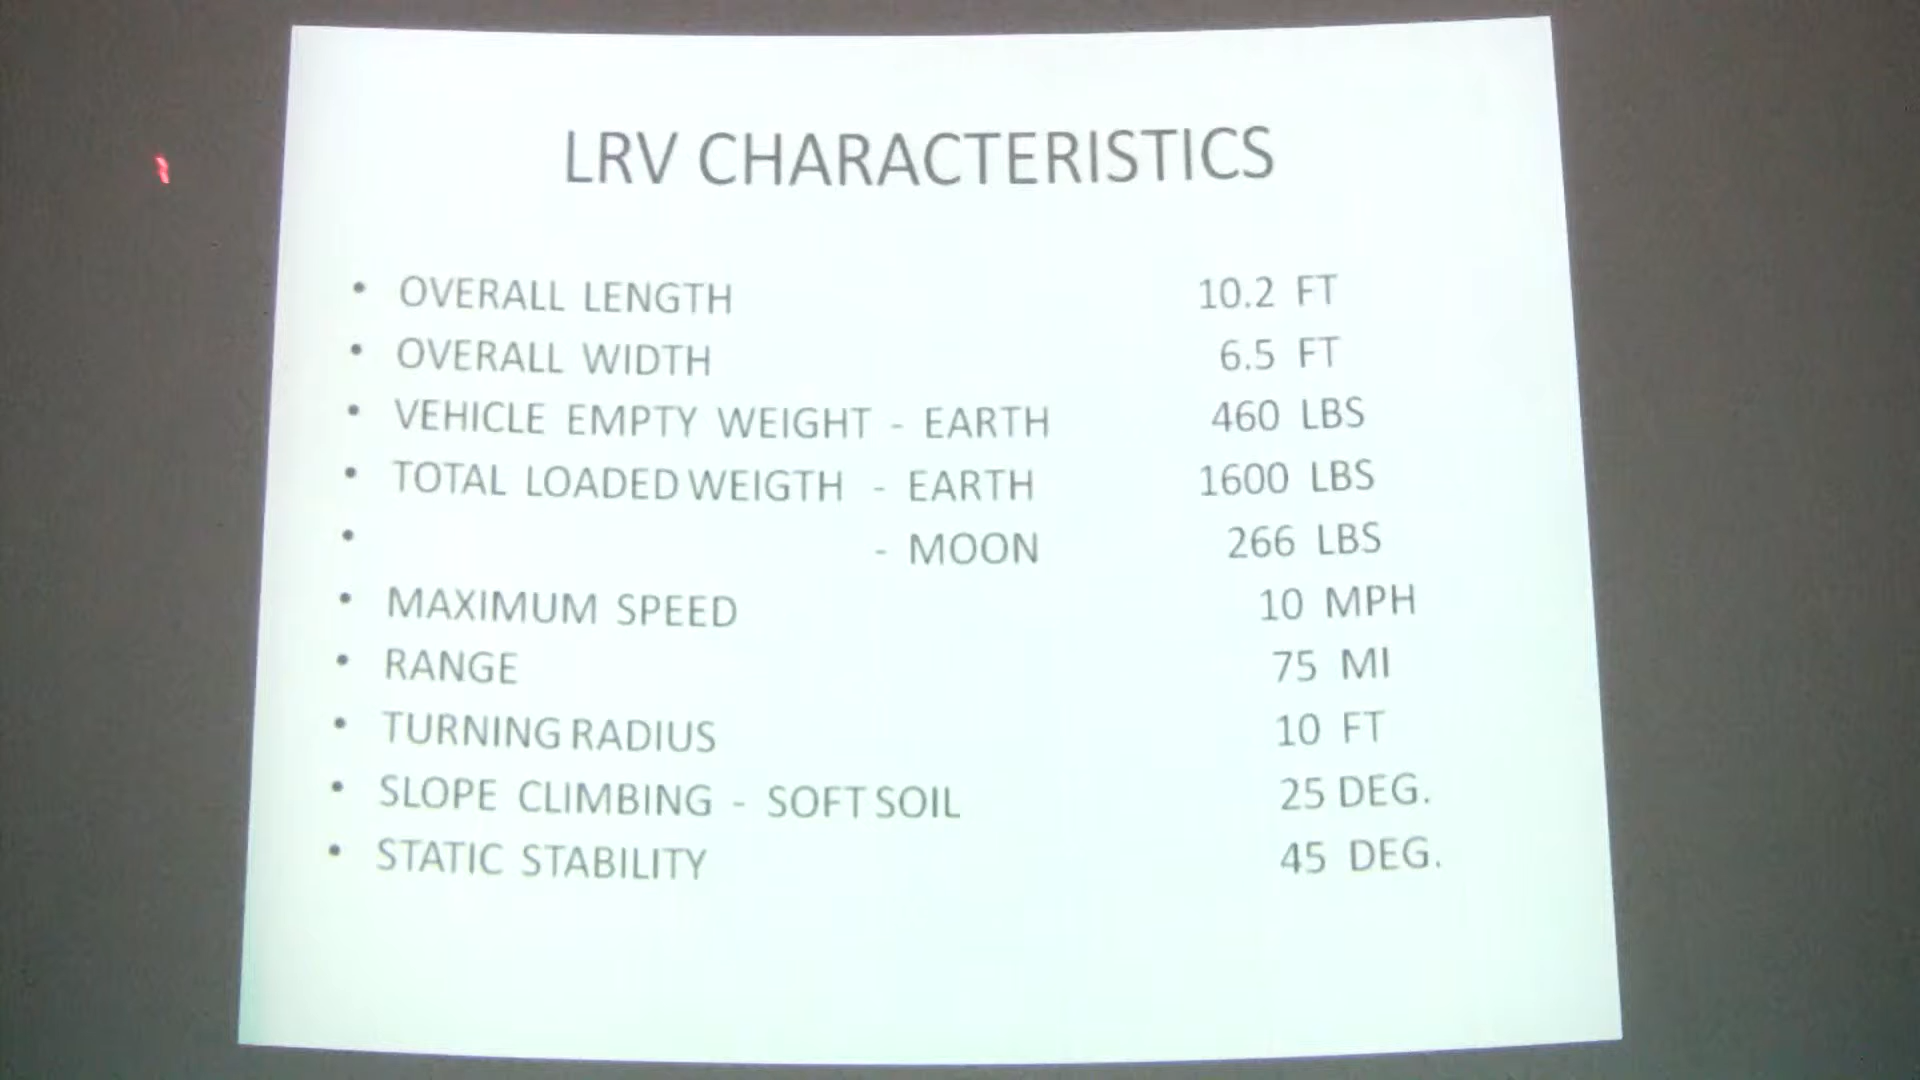 LRV CHARACTERISTICS
• OVERALL LENGTH 10.2 FT
• OVERALL WIDTH 6.5 FT
• VEHICLE EMPTY WEIGHT - EARTH 460 LBS
• TOTAL LOADED WEIGTH - EARTH 1600 LBS
• - MOON 266 LBS
• MAXIMUM SPEED 10 MPH
• RANGE 75 MI
• TURNING RADIUS 10 FT
• SLOPE CLIMBING - SOFT SOIL 25 DEG.
• STATIC STABILITY 45 DEG.